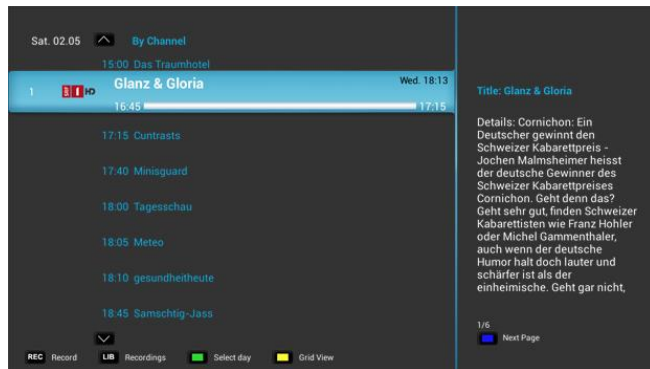 Sat. 02.05
By Channel
15:00 Das Traumhotel
1
HD
Glanz & Gloria
Wed. 18:13
16:45
17:15
17:15 Cuntrasts
17:40 Minisguard
18:00 Tagesschau
18:05 Meteo
18:10 gesundheitheute
18:45 Samschtig-Jass
REC Record
LIB Recordings
Select day
Grid View
Title: Glanz & Gloria
Details: Cornichon: Ein
Deutscher gewinnt den
Schweizer Kabarettpreis -
Jochen Malmsheimer heisst
der deutsche Gewinner des
Schweizer Kabarettpreises
Cornichon. Geht denn das?
Geht sehr gut, finden Schweizer
Kabarettisten wie Franz Hohler
oder Michel Gammenthaler,
auch wenn der deutsche
Humor halt doch lauter und
schärfer ist als der
einheimische. Geht gar nicht,
1/6
Next Page